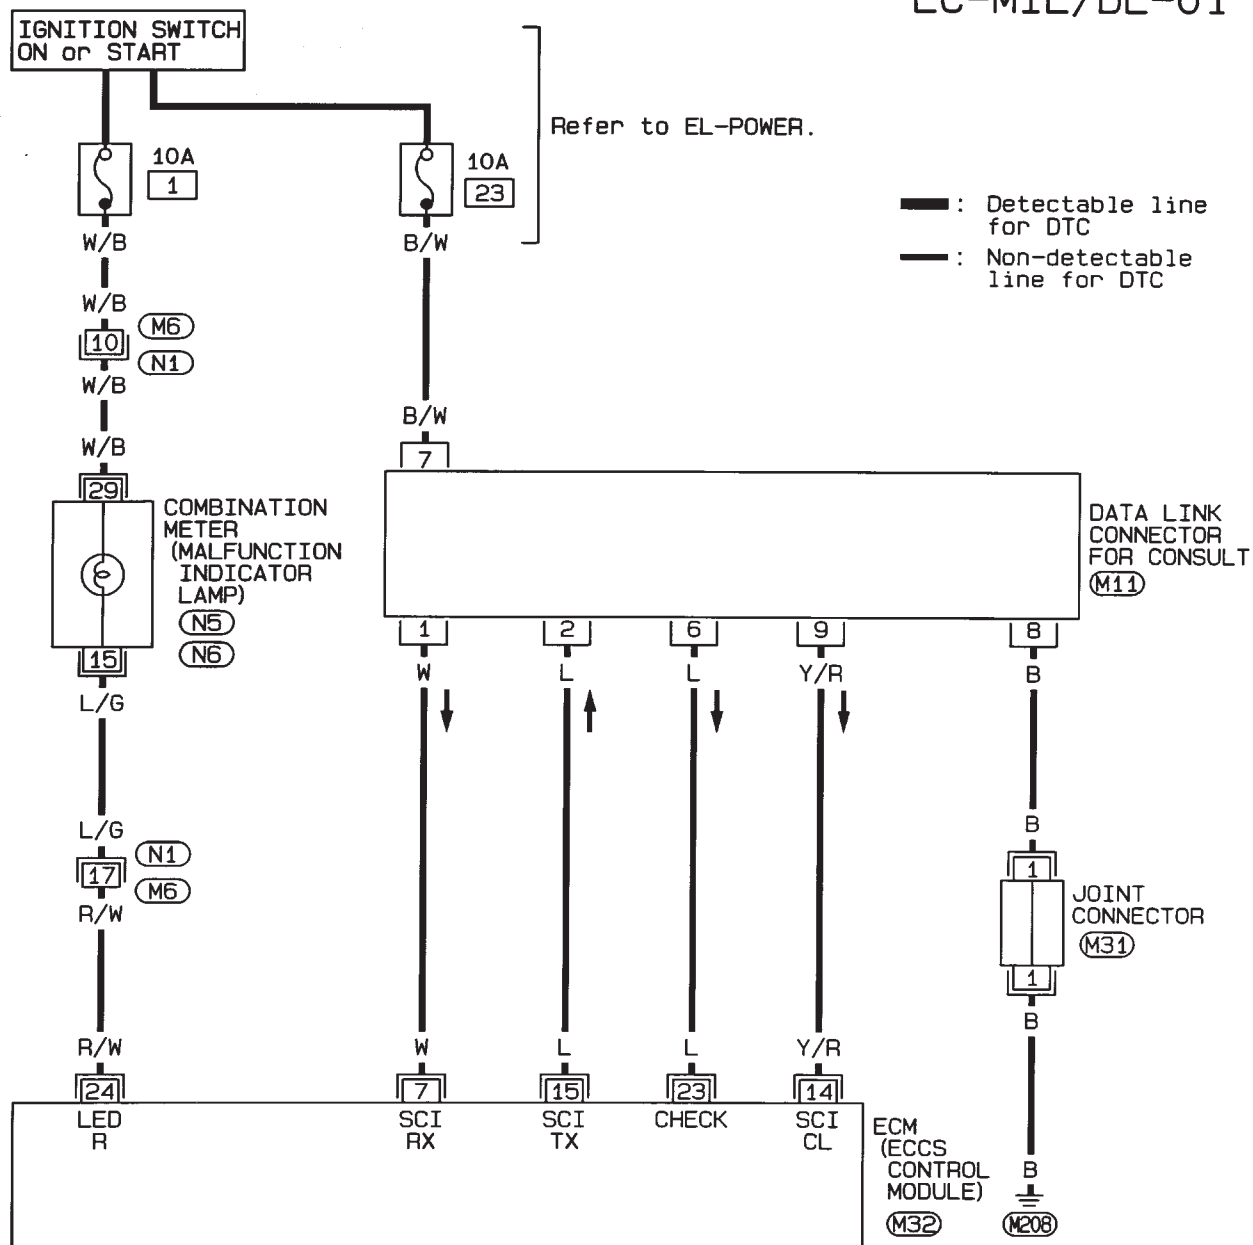 EC-MIL/DL-01
IGNITION SWITCH
ON or START
Refer to EL-POWER.
10A
1
10A
23
: Detectable line
for DTC
: Non-detectable
line for DTC
W/B
B/W
W/B
10
M6
N1
W/B
B/W
W/B
7
29
COMBINATION
METER
(MALFUNCTION
INDICATOR
LAMP)
N5
N6
DATA LINK
CONNECTOR
FOR CONSULT
M11
15
1
2
6
9
8
L/G
W
L
L
Y/R
B
L/G
N1
17
M6
R/W
B
1
JOINT
CONNECTOR
M31
1
B
R/W
W
L
L
Y/R
24
7
15
23
14
LED
R
SCI
RX
SCI
TX
CHECK
SCI
CL
ECM
(ECCS
CONTROL
MODULE)
M32
B
M208